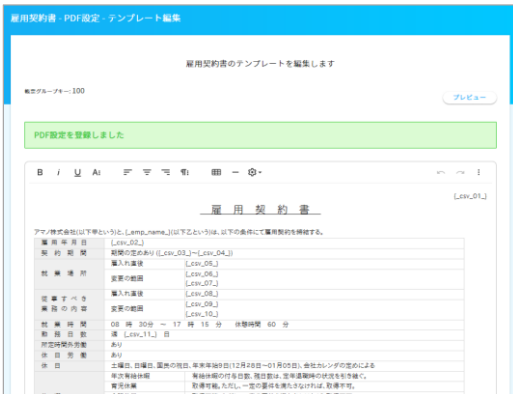 雇用契約書 - PDF設定 - テンプレート編集
雇用契約書のテンプレートを編集します
範囲グループキー: 100
プレビュー
PDF設定を登録しました
B i U A
{_csv_01_}
雇 用 契 約 書
アマノ株式会社(以下甲という)と、{_emp_name_}(以下乙という)は、以下の条件にて雇用契約を締結する。
雇 用 年 月 日 {_csv_02_}
契 約 期 間 期間の定めあり ({_csv_03_}～{_csv_04_})
就 業 場 所 雇入れ直後 {_csv_05_}
変更の範囲 {_csv_06_}
{_csv_07_}
従 事 す べ き 業 務 の 内 容 雇入れ直後 {_csv_08_}
変更の範囲 {_csv_09_}
{_csv_10_}
就 業 時 間 08 時 30分 ～ 17 時 15 分 休憩時間 60 分
勤 務 日 数 週 {_csv_11_} 日
所定時間外労働 あり
休 日 労 働 あり
休 日 土曜日、日曜日、国民の祝日、年末年始9日(12月28日～01月05日)、会社カレンダの定めによる
年次有給休暇 有給休暇の付与日数、残日数は、定年退職時の状況を引き継ぐ。
育児休業 取得可能。ただし、一定の要件を満たさなければ、取得不可。